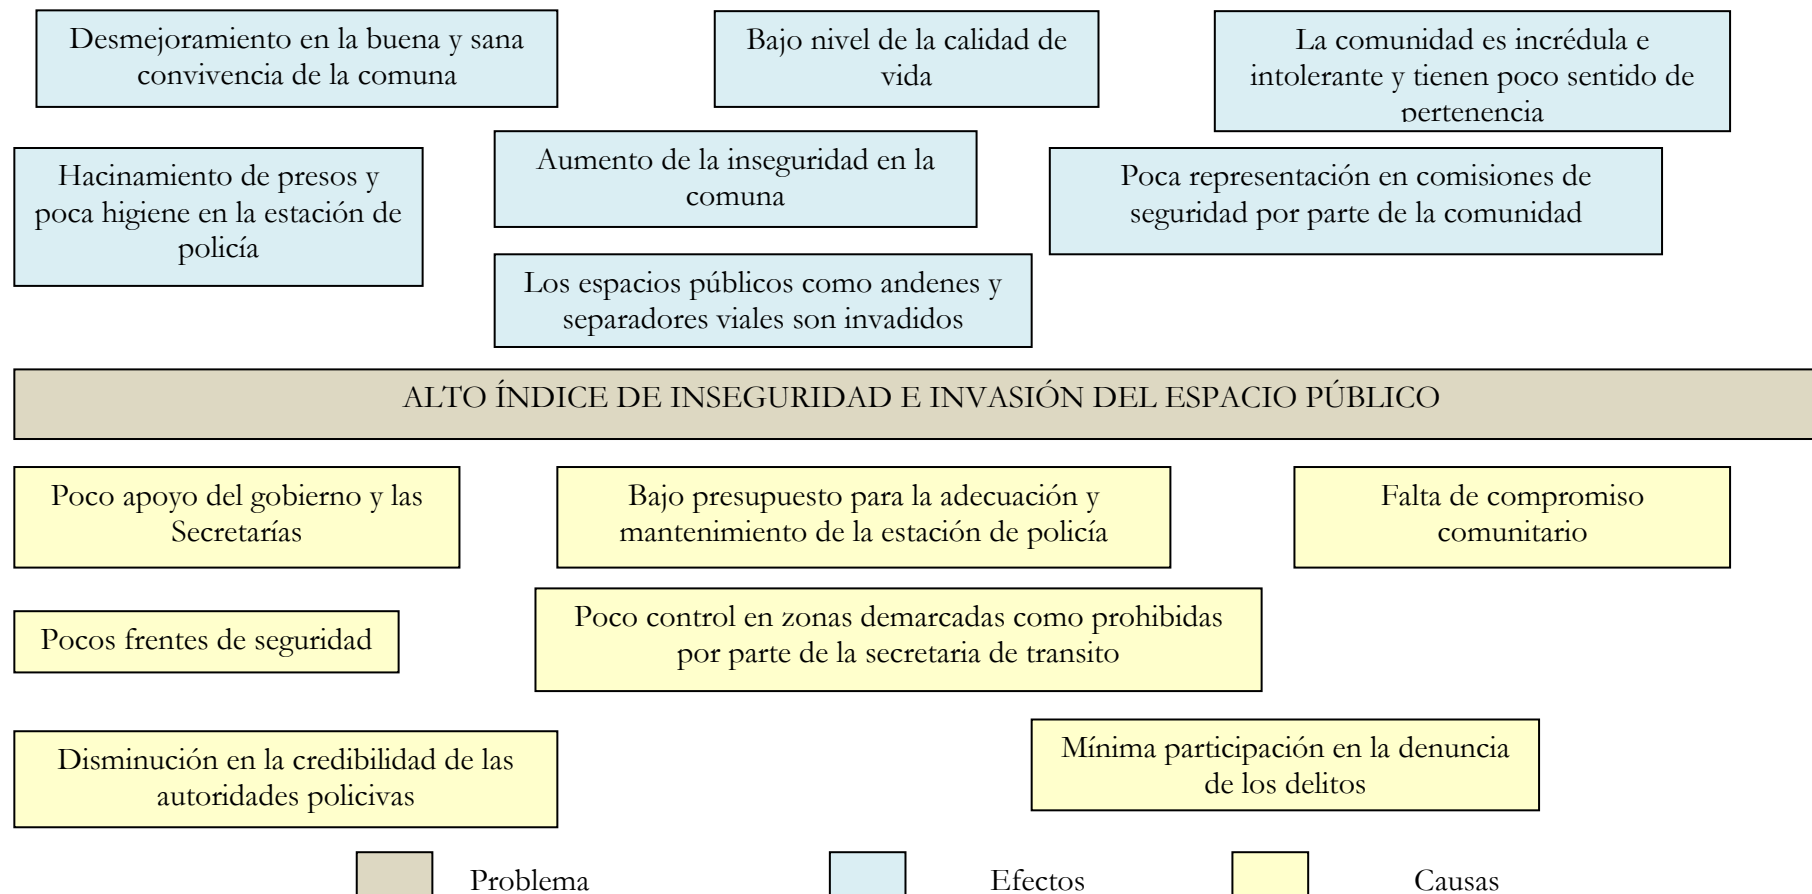 Desmejoramiento en la buena y sana
convivencia de la comuna
Bajo nivel de la calidad de
vida
La comunidad es incrédula e
intolerante y tienen poco sentido de
pertenencia
Hacinamiento de presos y
poca higiene en la estación de
policía
Aumento de la inseguridad en la
comuna
Poca representación en comisiones de
seguridad por parte de la comunidad
Los espacios públicos como andenes y
separadores viales son invadidos
ALTO ÍNDICE DE INSEGURIDAD E INVASIÓN DEL ESPACIO PÚBLICO
Poco apoyo del gobierno y las
Secretarías
Bajo presupuesto para la adecuación y
mantenimiento de la estación de policía
Falta de compromiso
comunitario
Pocos frentes de seguridad
Poco control en zonas demarcadas como prohibidas
por parte de la secretaria de transito
Disminución en la credibilidad de las
autoridades policivas
Mínima participación en la denuncia
de los delitos
Problema
Efectos
Causas